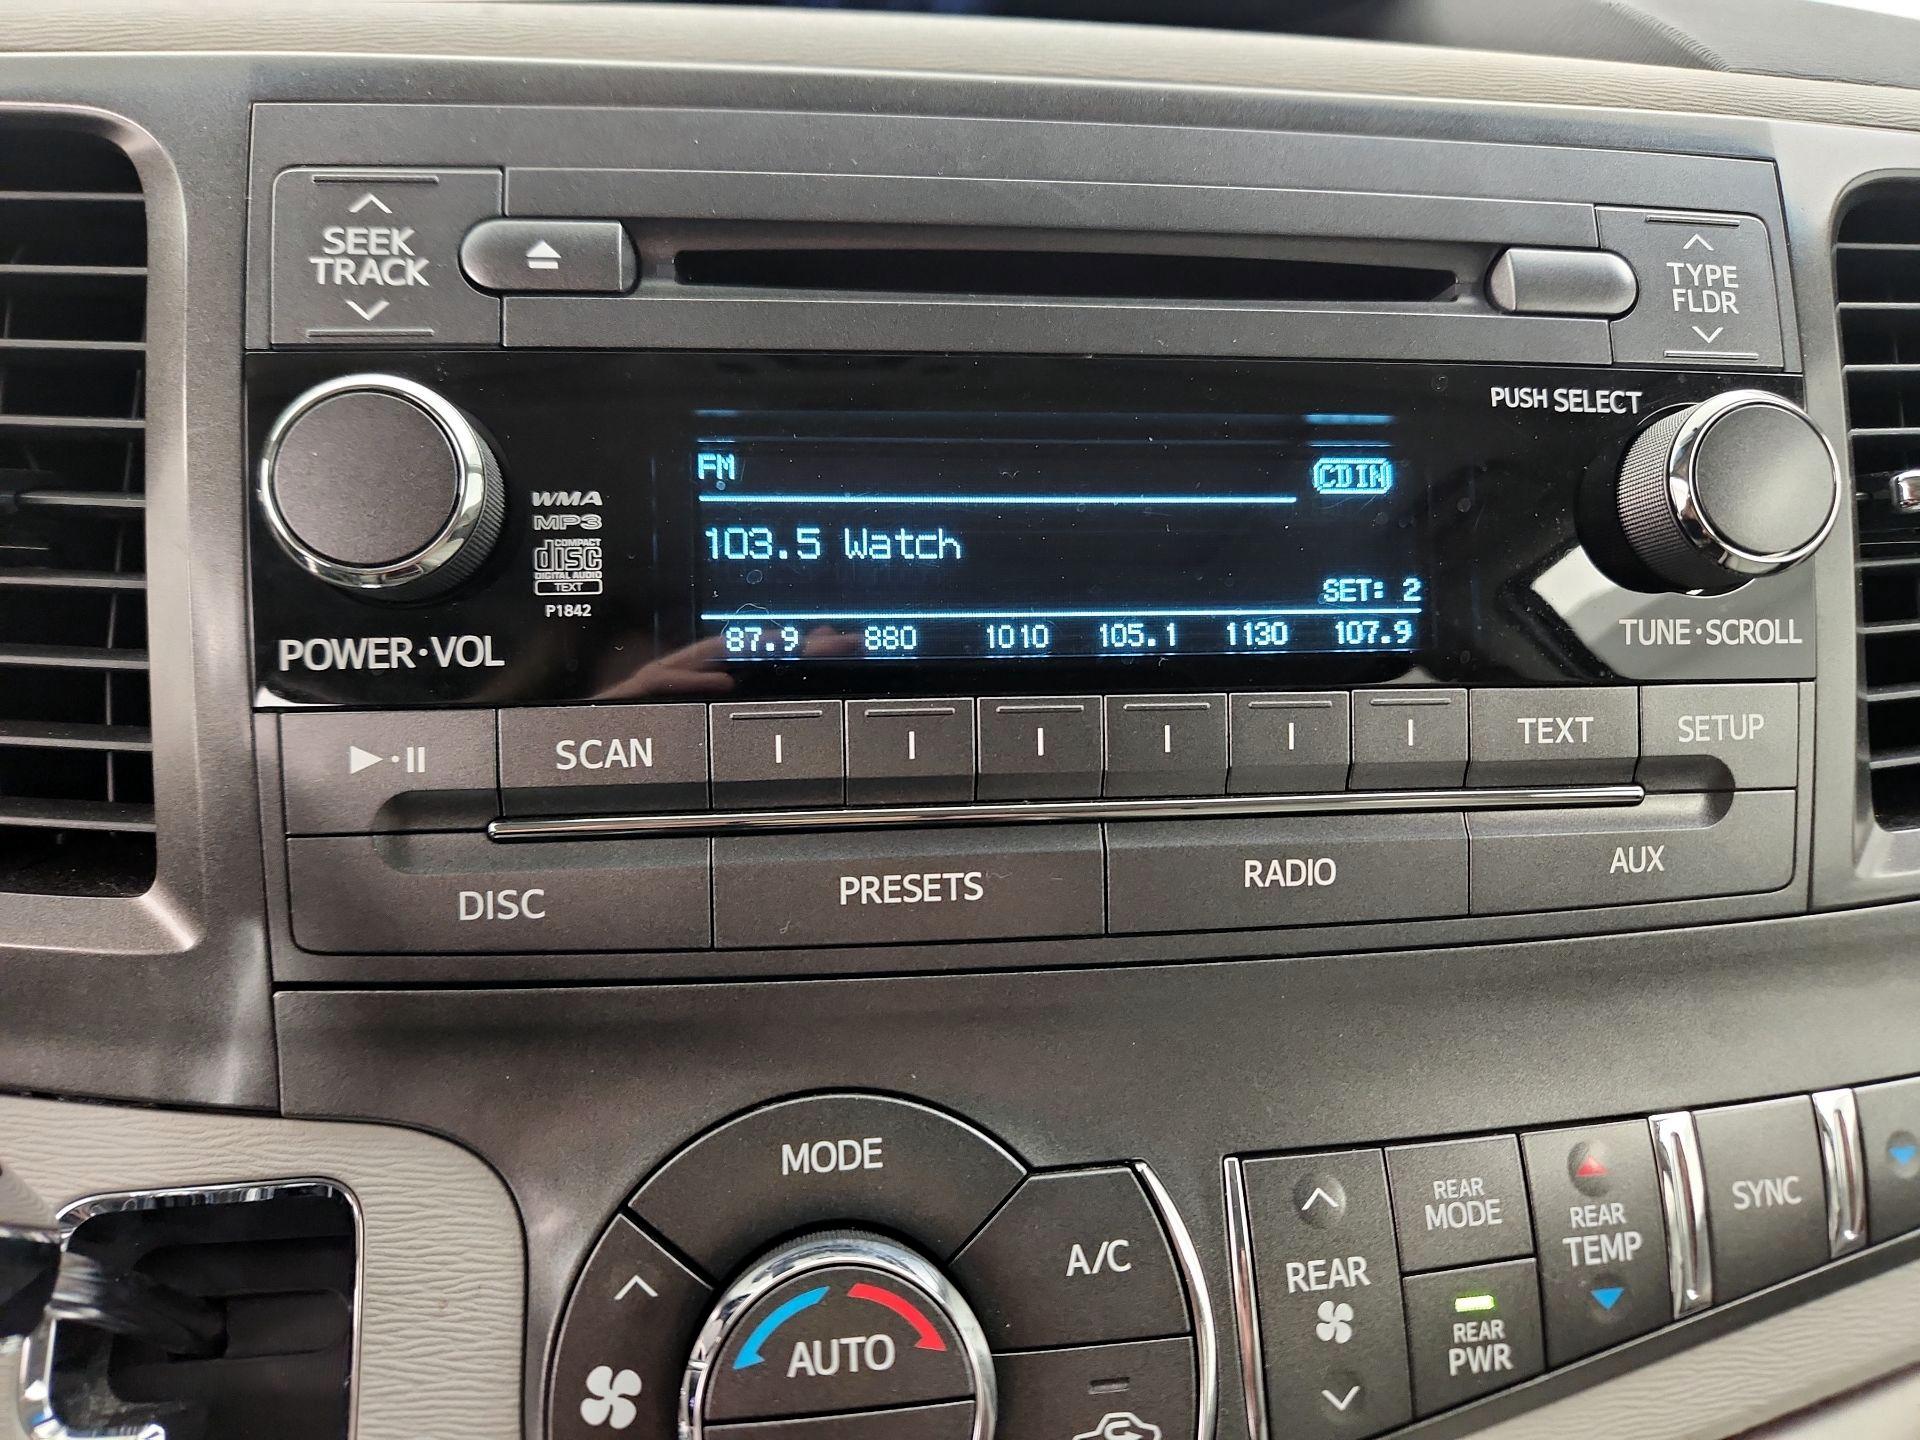 SEEK
TRACK
TYPE
FLDR
PUSH SELECT
FM
CD IN
WMA
MP3
COMPACT
disc
DIGITAL AUDIO
TEXT
P1842
103.5 Watch
SET: 2
87.9 880 1010 105.1 1130 107.9
POWER·VOL
TUNE·SCROLL
SCAN
TEXT
SETUP
DISC
PRESETS
RADIO
AUX
MODE
A/C
AUTO
REAR
REAR
MODE
REAR
PWR
REAR
TEMP
SYNC